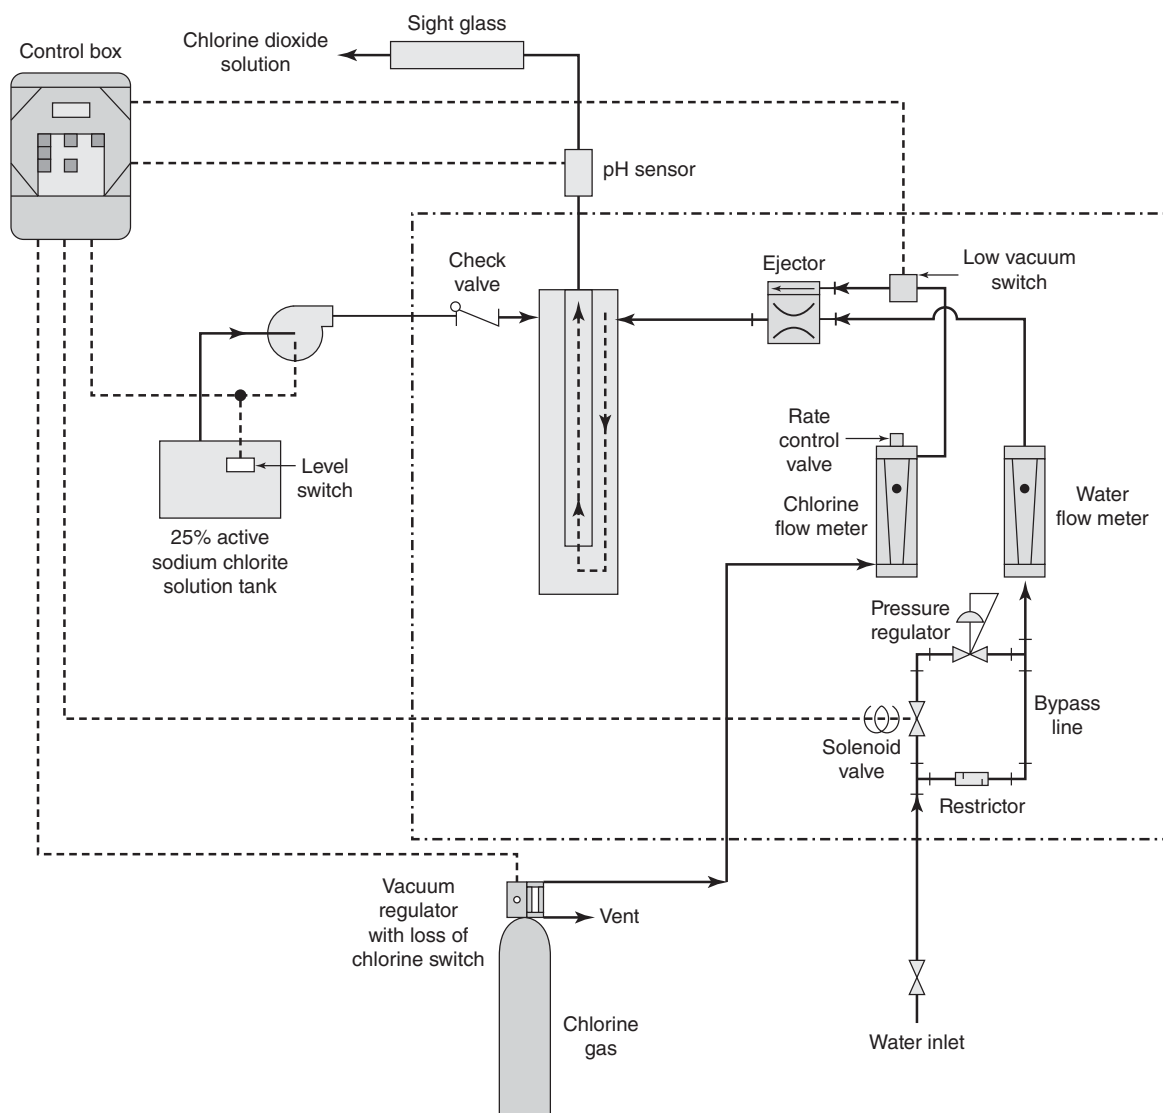 Sight glass
Chlorine dioxide
solution
Control box
pH sensor
Check
valve
Ejector
Low vacuum
switch
Rate
control
valve
Level
switch
Chlorine
flow meter
Water
flow meter
25% active
sodium chlorite
solution tank
Pressure
regulator
Bypass
line
Solenoid
valve
Restrictor
Vacuum
regulator
with loss of
chlorine switch
Vent
Chlorine
gas
Water inlet